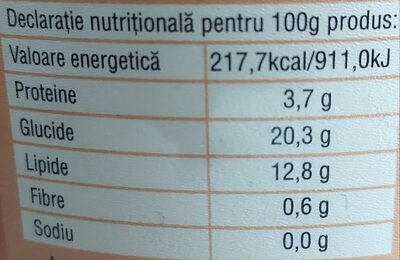 Declarație nutrițională pentru 100g produs:
Valoare energetică 217,7kcal/911,0kJ
Proteine 3,7 g
Glucide 20,3 g
Lipide 12,8 g
Fibre 0,6 g
Sodiu 0,0 g